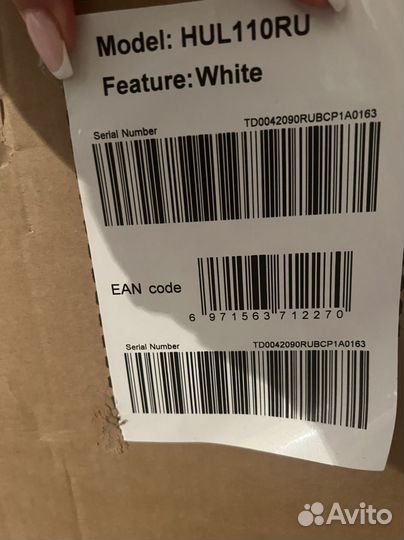 Model: HUL110RU
Feature:White
Serial Number TD0042090RUBCP1A0163
EAN code
6 971563 712270
Serial Number TD0042090RUBCP1A0163
Avito